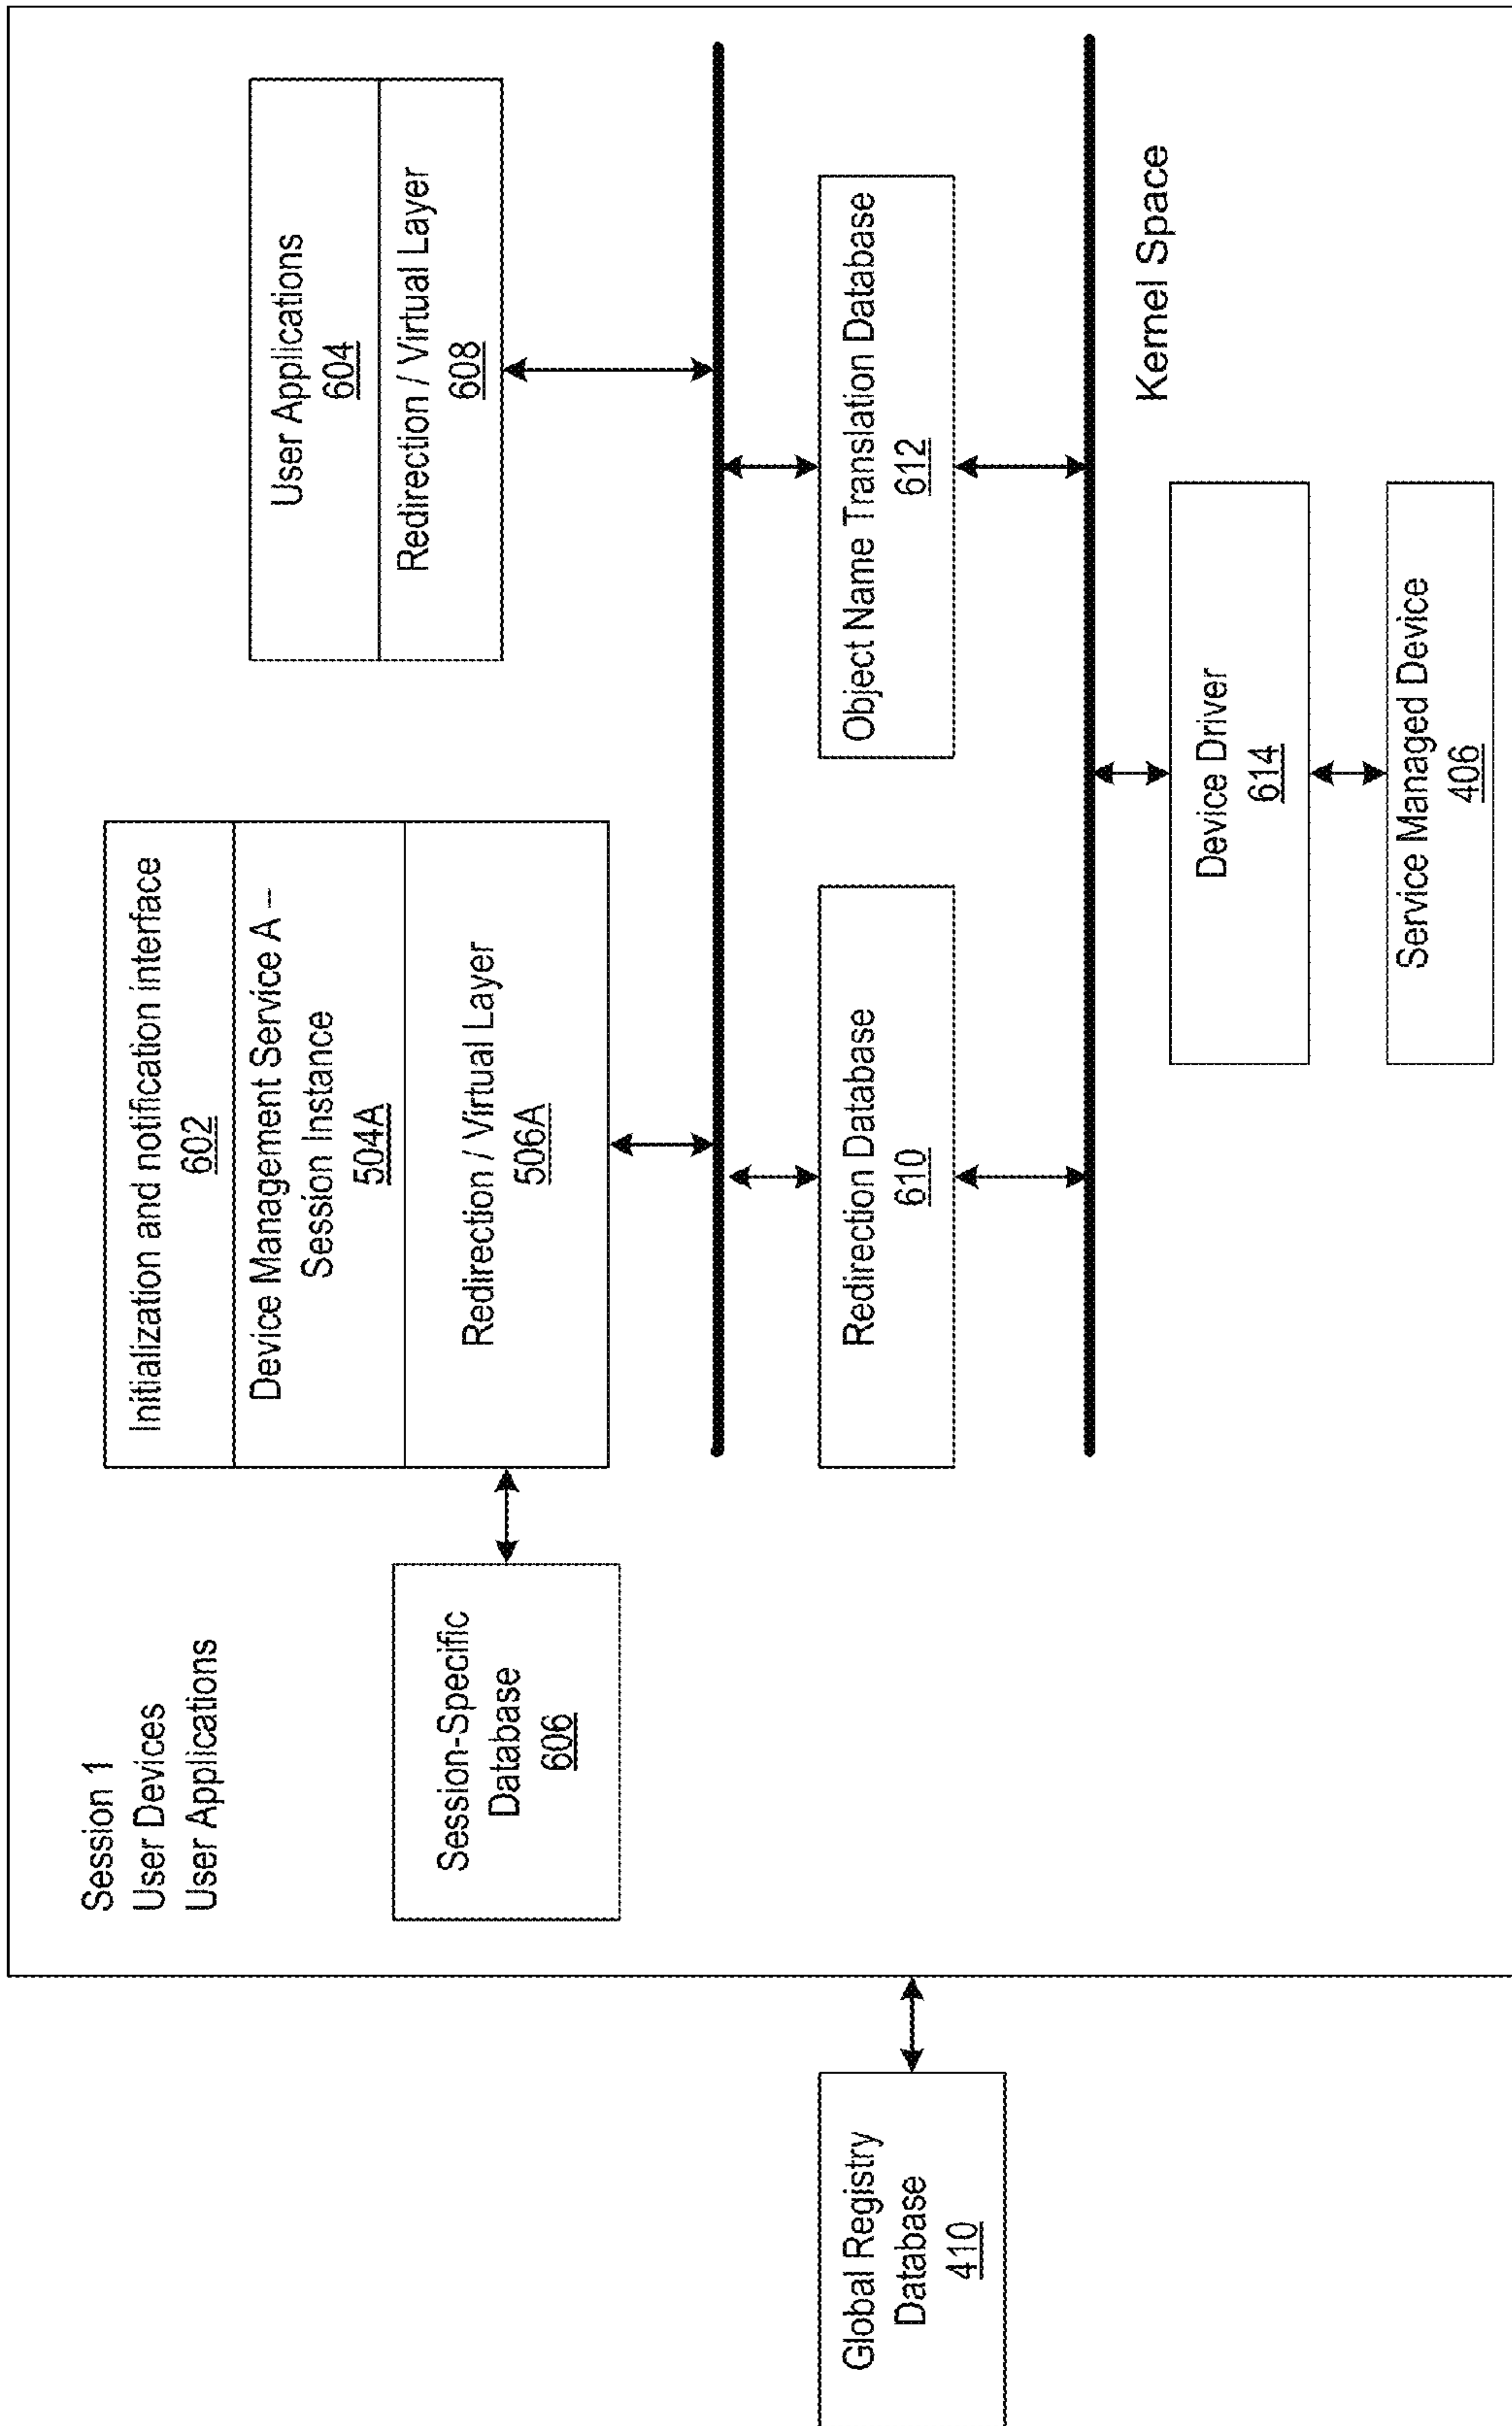 Session 1
User Devices
User Applications
Initialization and notification interface
602
Device Management Service A –
Session Instance
504A
Redirection / Virtual Layer
506A
User Applications
604
Redirection / Virtual Layer
608
Session-Specific
Database
606
Global Registry
Database
410
Redirection Database
610
Object Name Translation Database
612
Kernel Space
Device Driver
614
Service Managed Device
406